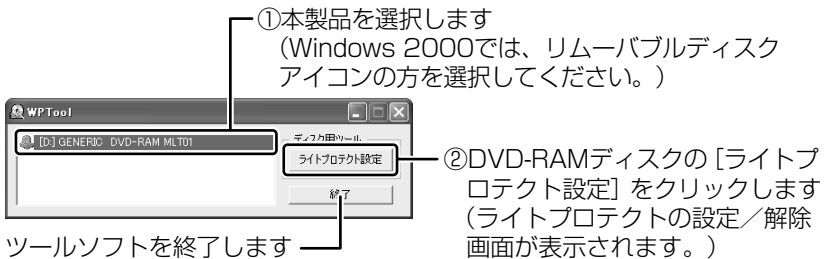 ①本製品を選択します
(Windows 2000では、リムーバブルディスク
アイコンの方を選択してください。)
WPTool
[D:] GENERIC DVD-RAM MLT01
ディスク用ツール
ライトプロテクト設定
終了
②DVD-RAMディスクの［ライトプ
ロテクト設定］をクリックします
(ライトプロテクトの設定／解除
画面が表示されます。)
ツールソフトを終了します